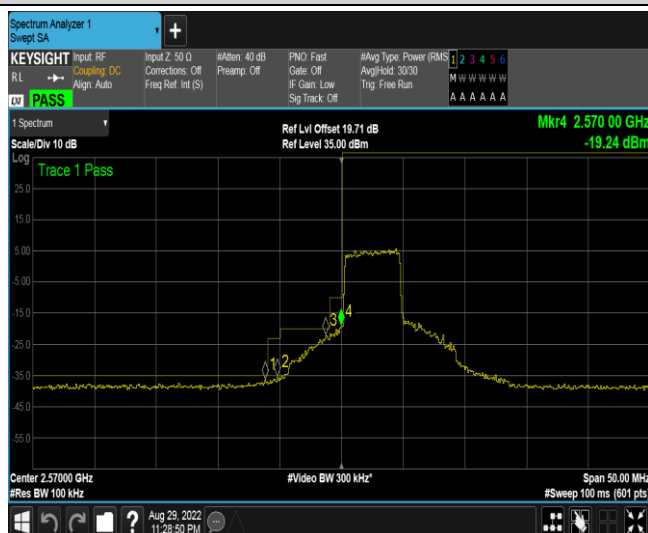 Spectrum Analyzer 1
Swept SA
+
KEYSIGHT Input: RF Input Z: 50 Ω #Atten: 40 dB PNO: Fast #Avg Type: Power (RMS 1 2 3 4 5 6
RL Coupling: DC Corrections: Off Preamp: Off Gate: Off Avg|Hold: 30/30 M W W W W W
Align: Auto Freq Ref: Int (S) IF Gain: Low Trig: Free Run
LXI PASS Sig Track: Off A A A A A A
1 Spectrum Ref Lvl Offset 19.71 dB Mkr4 2.570 00 GHz
Scale/Div 10 dB Ref Level 35.00 dBm -19.24 dBm
Log
Trace 1 Pass
25.0
15.0
5.00
-5.00
-15.0
3 4
-25.0
1 2
-35.0
-45.0
-55.0
Center 2.57000 GHz #Video BW 300 kHz* Span 50.00 MHz
#Res BW 100 kHz #Sweep 100 ms (601 pts)
? Aug 29, 2022
11:28:50 PM